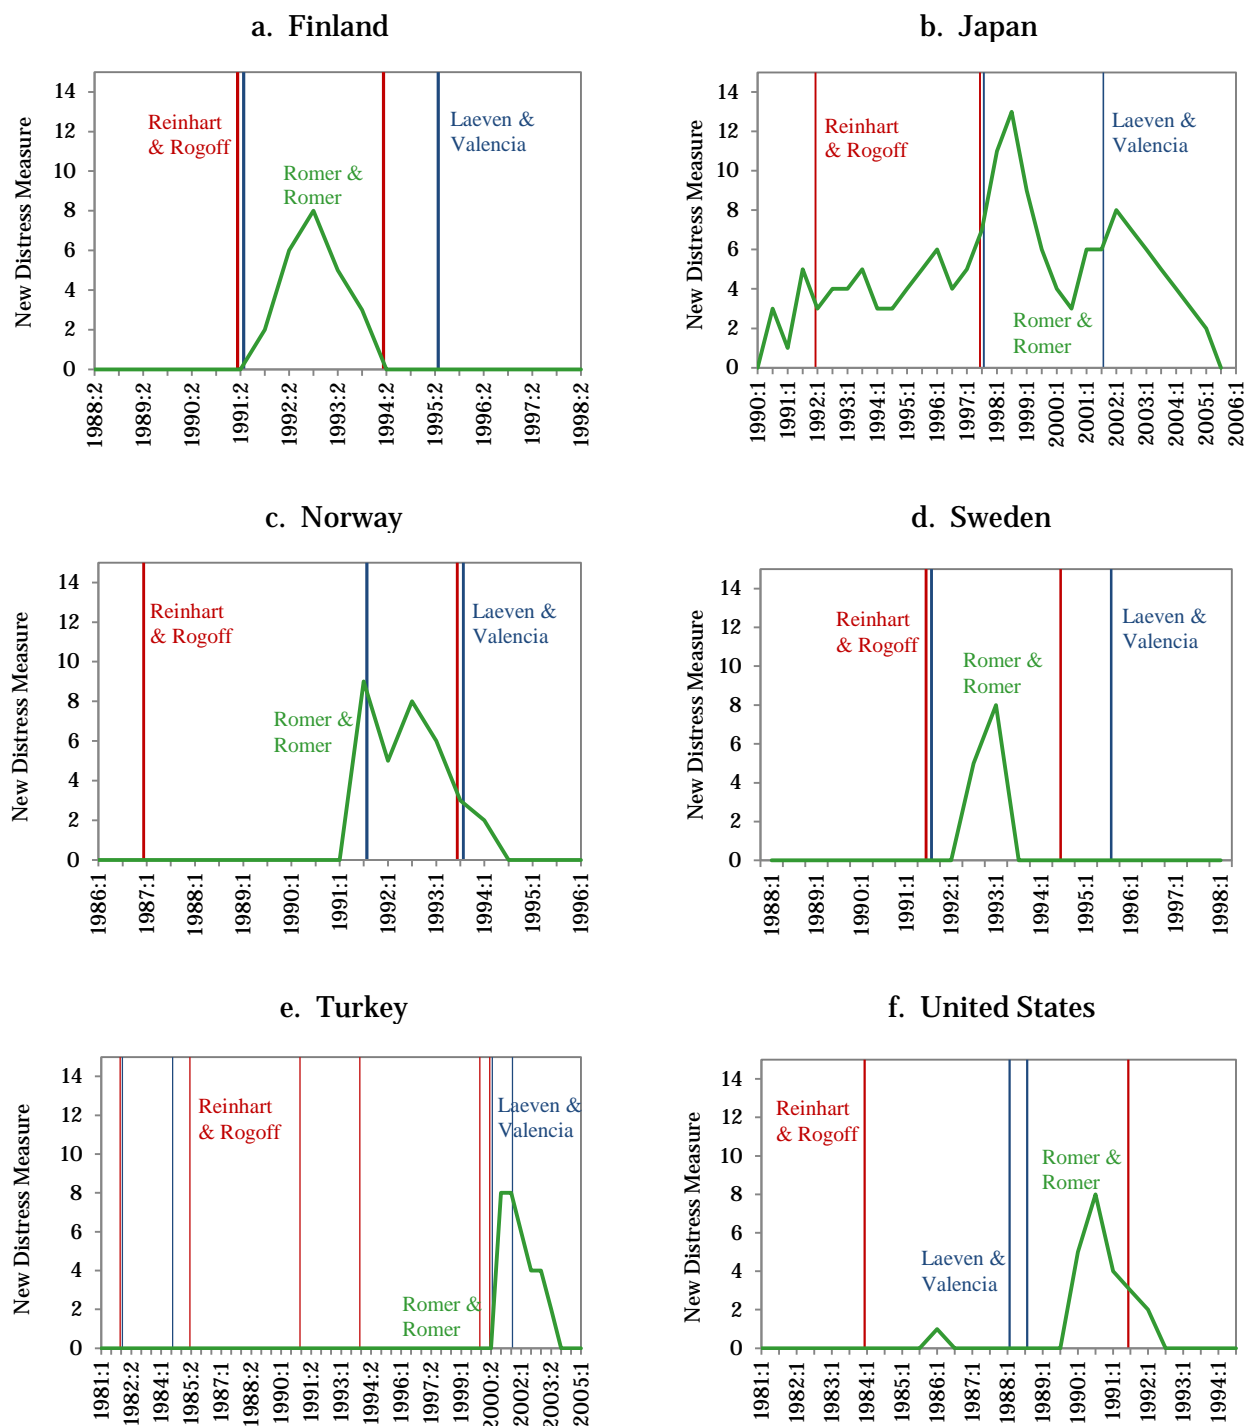 a. Finland
New Distress Measure
14
12
10
8
6
4
2
0
Reinhart
& Rogoff
Romer &
Romer
Laeven &
Valencia
1988:2
1989:2
1990:2
1991:2
1992:2
1993:2
1994:2
1995:2
1996:2
1997:2
1998:2
b. Japan
New Distress Measure
14
12
10
8
6
4
2
0
Reinhart
& Rogoff
Laeven &
Valencia
Romer &
Romer
1990:1
1991:1
1992:1
1993:1
1994:1
1995:1
1996:1
1997:1
1998:1
1999:1
2000:1
2001:1
2002:1
2003:1
2004:1
2005:1
2006:1
c. Norway
New Distress Measure
14
12
10
8
6
4
2
0
Reinhart
& Rogoff
Laeven &
Valencia
Romer &
Romer
1986:1
1987:1
1988:1
1989:1
1990:1
1991:1
1992:1
1993:1
1994:1
1995:1
1996:1
d. Sweden
New Distress Measure
14
12
10
8
6
4
2
0
Reinhart
& Rogoff
Laeven &
Valencia
Romer &
Romer
1988:1
1989:1
1990:1
1991:1
1992:1
1993:1
1994:1
1995:1
1996:1
1997:1
1998:1
e. Turkey
New Distress Measure
14
12
10
8
6
4
2
0
Reinhart
& Rogoff
Laeven &
Valencia
Romer &
Romer
1981:1
1982:2
1984:1
1985:2
1987:1
1988:2
1990:1
1991:2
1993:1
1994:2
1996:1
1997:2
1999:1
2000:2
2002:1
2003:2
2005:1
f. United States
New Distress Measure
14
12
10
8
6
4
2
0
Reinhart
& Rogoff
Romer &
Romer
Laeven &
Valencia
1981:1
1982:1
1983:1
1984:1
1985:1
1986:1
1987:1
1988:1
1989:1
1990:1
1991:1
1992:1
1993:1
1994:1